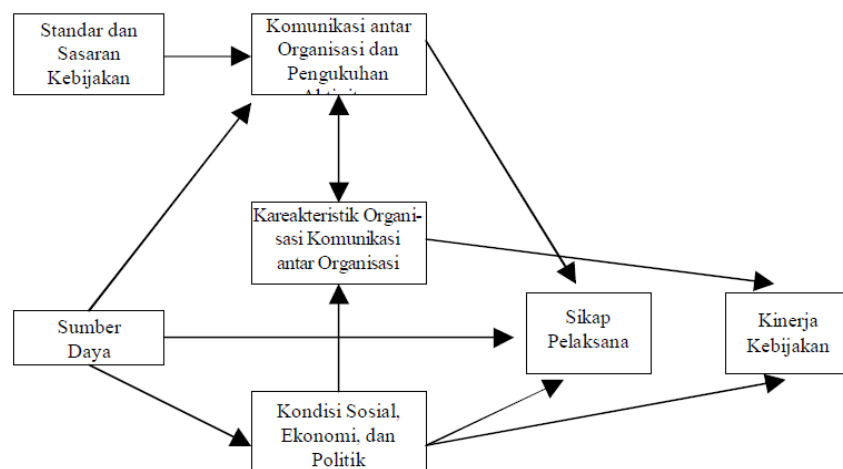 Standar dan
Sasaran
Kebijakan
Komunikasi antar
Organisasi dan
Pengukuhan
Kareakteristik Organi-
sasi Komunikasi
antar Organisasi
Sumber
Daya
Sikap
Pelaksana
Kinerja
Kebijakan
Kondisi Sosial,
Ekonomi, dan
Politik